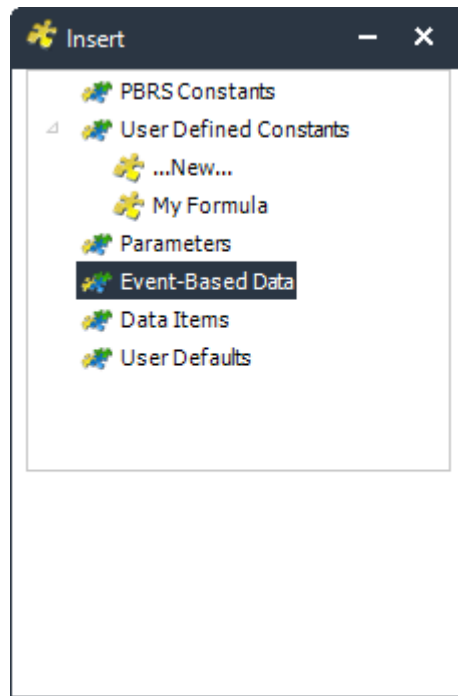 Insert
PBRS Constants
User Defined Constants
...New...
My Formula
Parameters
Event-Based Data
Data Items
User Defaults